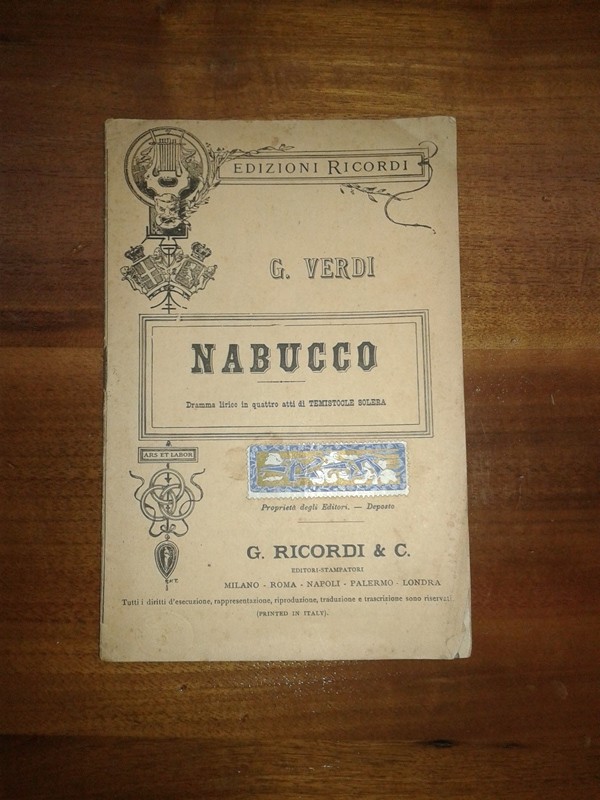 EDIZIONI RICORDI
G. VERDI
NABUCCO
Dramma lirico in quattro atti di TEMISTOCLE SOLERA
ARS ET LABOR
Proprietà degli Editori. — Deposto
G. RICORDI & C.
EDITORI-STAMPATORI
MILANO - ROMA - NAPOLI - PALERMO - LONDRA
Tutti i diritti d'esecuzione, rappresentazione, riproduzione, traduzione e trascrizione sono riservati.
(PRINTED IN ITALY).